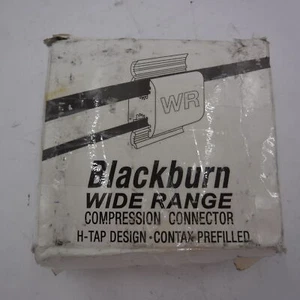 WR
Blackburn
WIDE RANGE
COMPRESSION CONNECTOR
H-TAP DESIGN · CONTAX PREFILLED